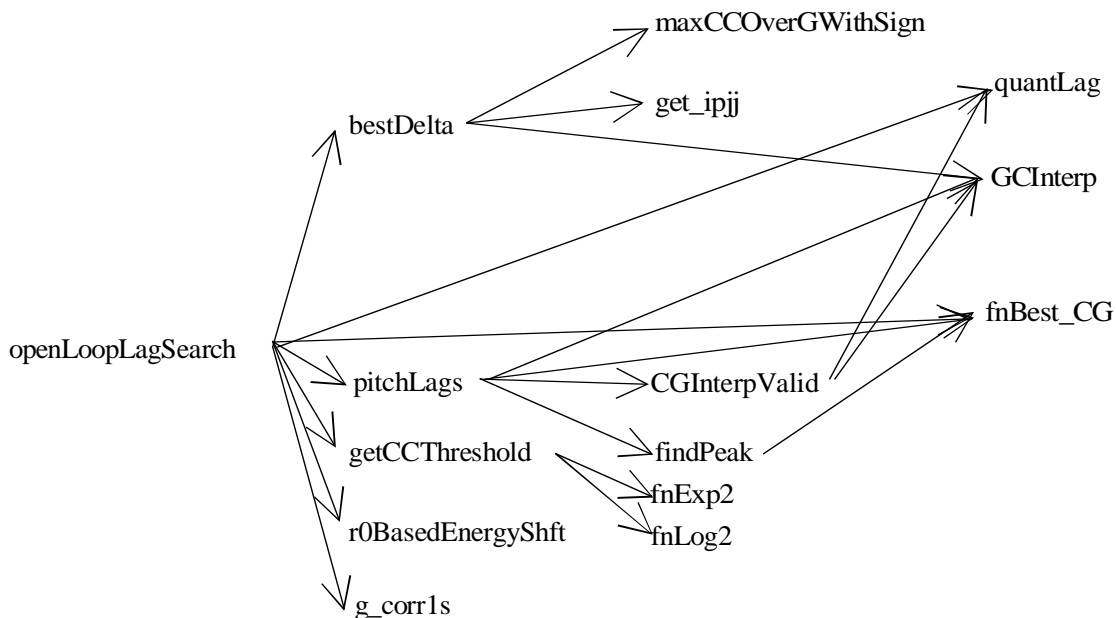 maxCCOverGWithSign
quantLag
get_ipjj
bestDelta
GCInterp
fnBest_CG
openLoopLagSearch
pitchLags
CGInterpValid
getCCThreshold
findPeak
fnExp2
r0BasedEnergyShft
fnLog2
g_corr1s